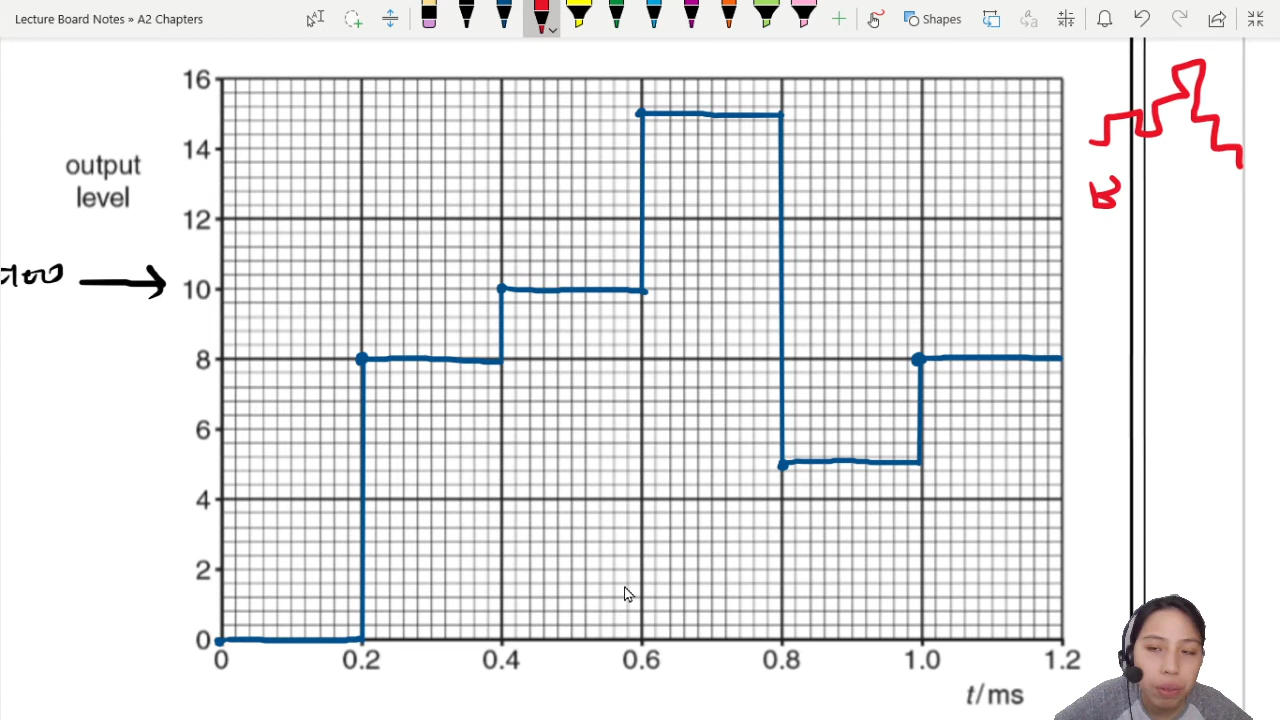 Lecture Board Notes » A2 Chapters
Shapes
16
14
12
10
8
6
4
2
0
output
level
0 0.2 0.4 0.6 0.8 1.0 1.2
t/ms